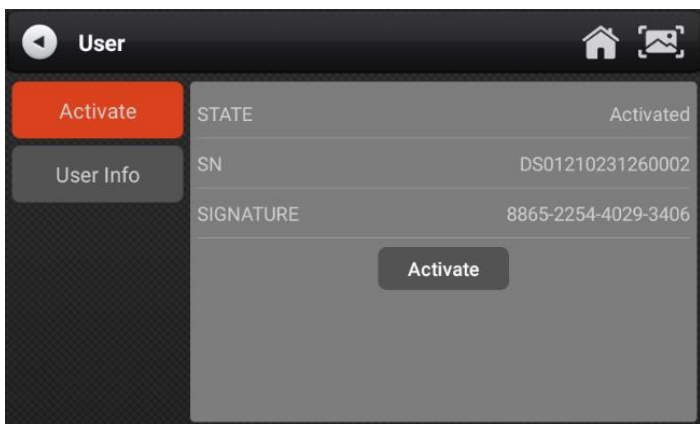 User
Activate
User Info
STATE Activated
SN DS01210231260002
SIGNATURE 8865-2254-4029-3406
Activate